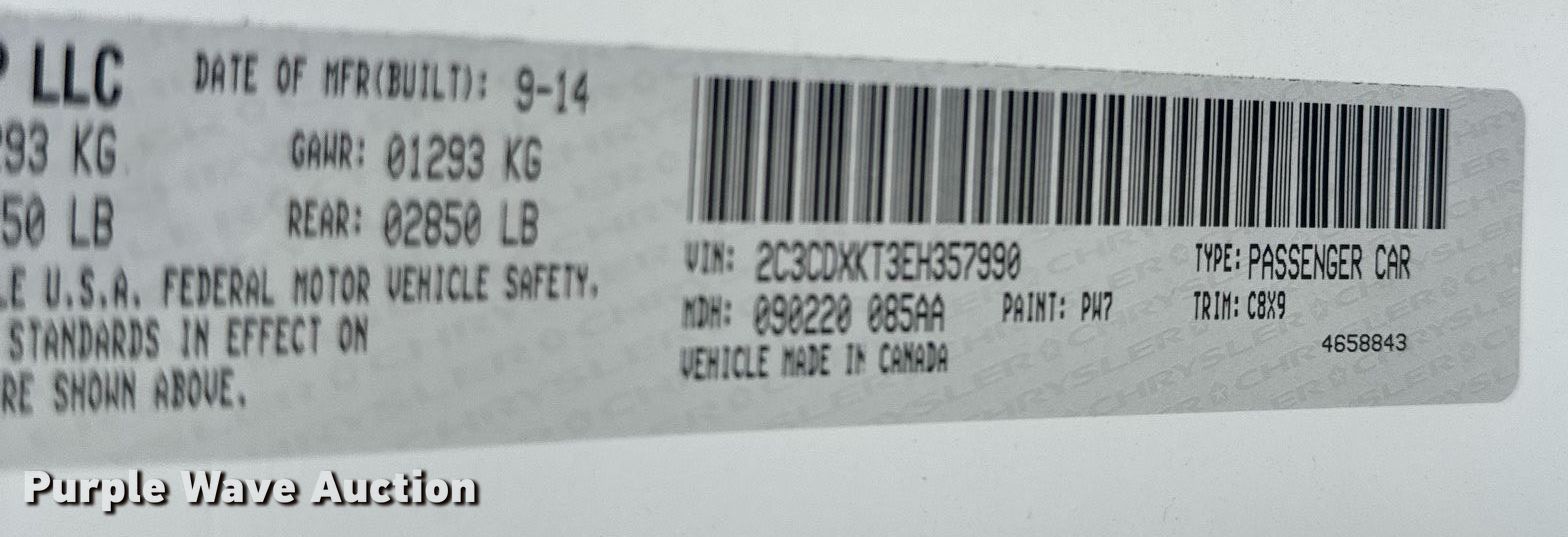 P LLC DATE OF MFR(BUILT): 9-14
293 KG GAWR: 01293 KG
50 LB REAR: 02850 LB
LE U.S.A. FEDERAL MOTOR VEHICLE SAFETY.
STANDARDS IN EFFECT ON
RE SHOWN ABOVE.
VIN: 2C3CDXKT3EH357990 TYPE: PASSENGER CAR
MDH: 090220 085AA PAINT: PW7 TRIM: C8X9
VEHICLE MADE IN CANADA
4658843
Purple Wave Auction